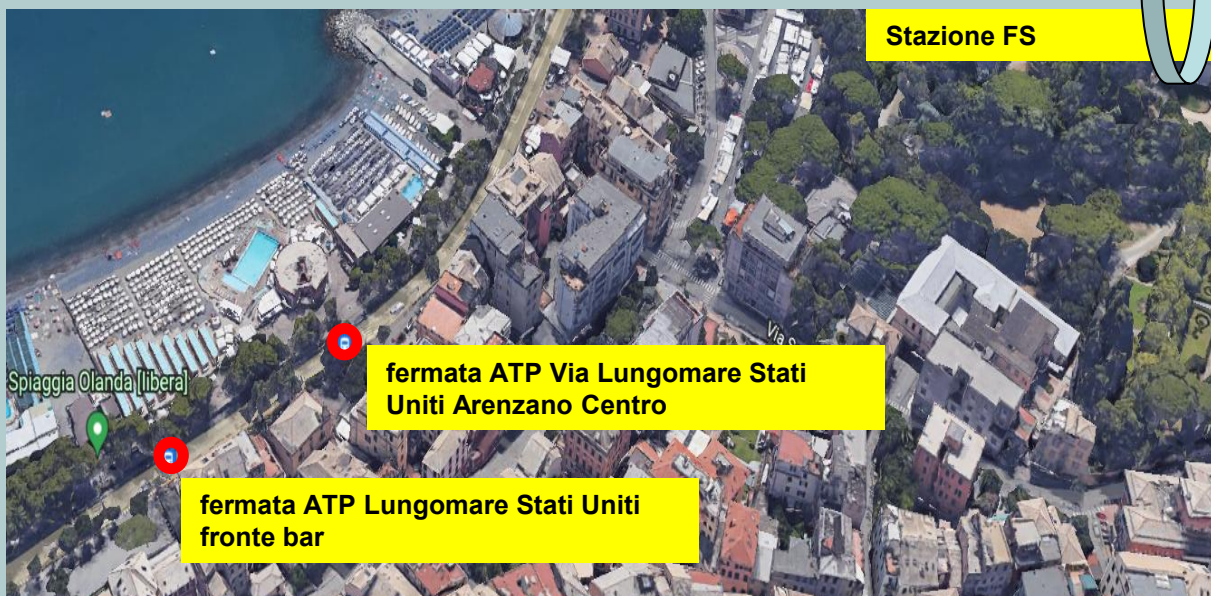 Stazione FS
Via S
fermata ATP Via Lungomare Stati
Uniti Arenzano Centro
Spiaggia Olanda [libera]
fermata ATP Lungomare Stati Uniti
fronte bar